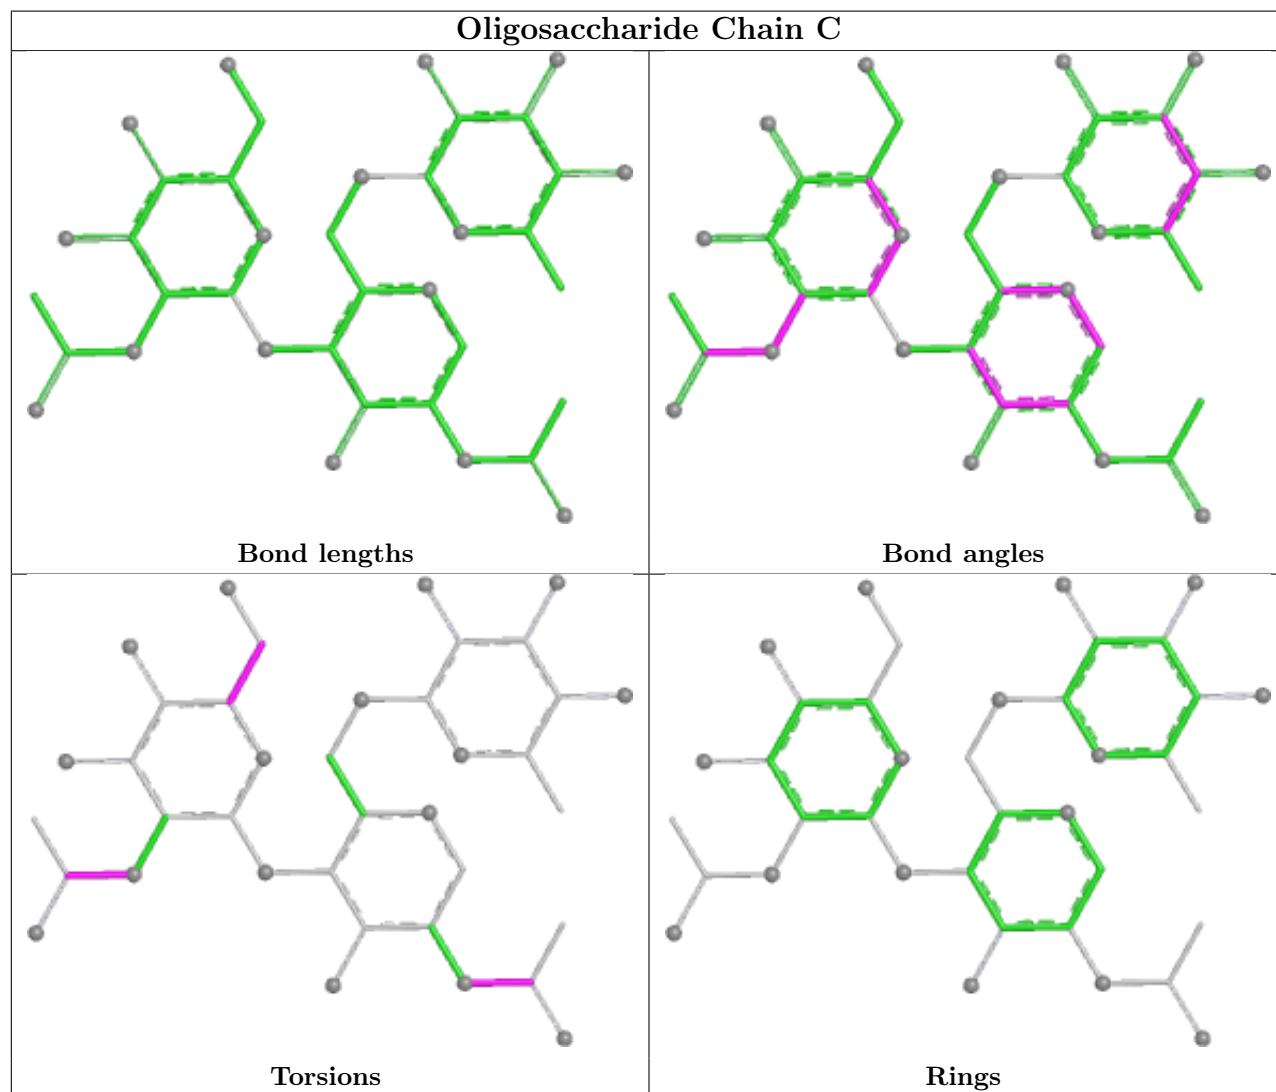 Oligosaccharide Chain C
Bond lengths
Bond angles
Torsions
Rings